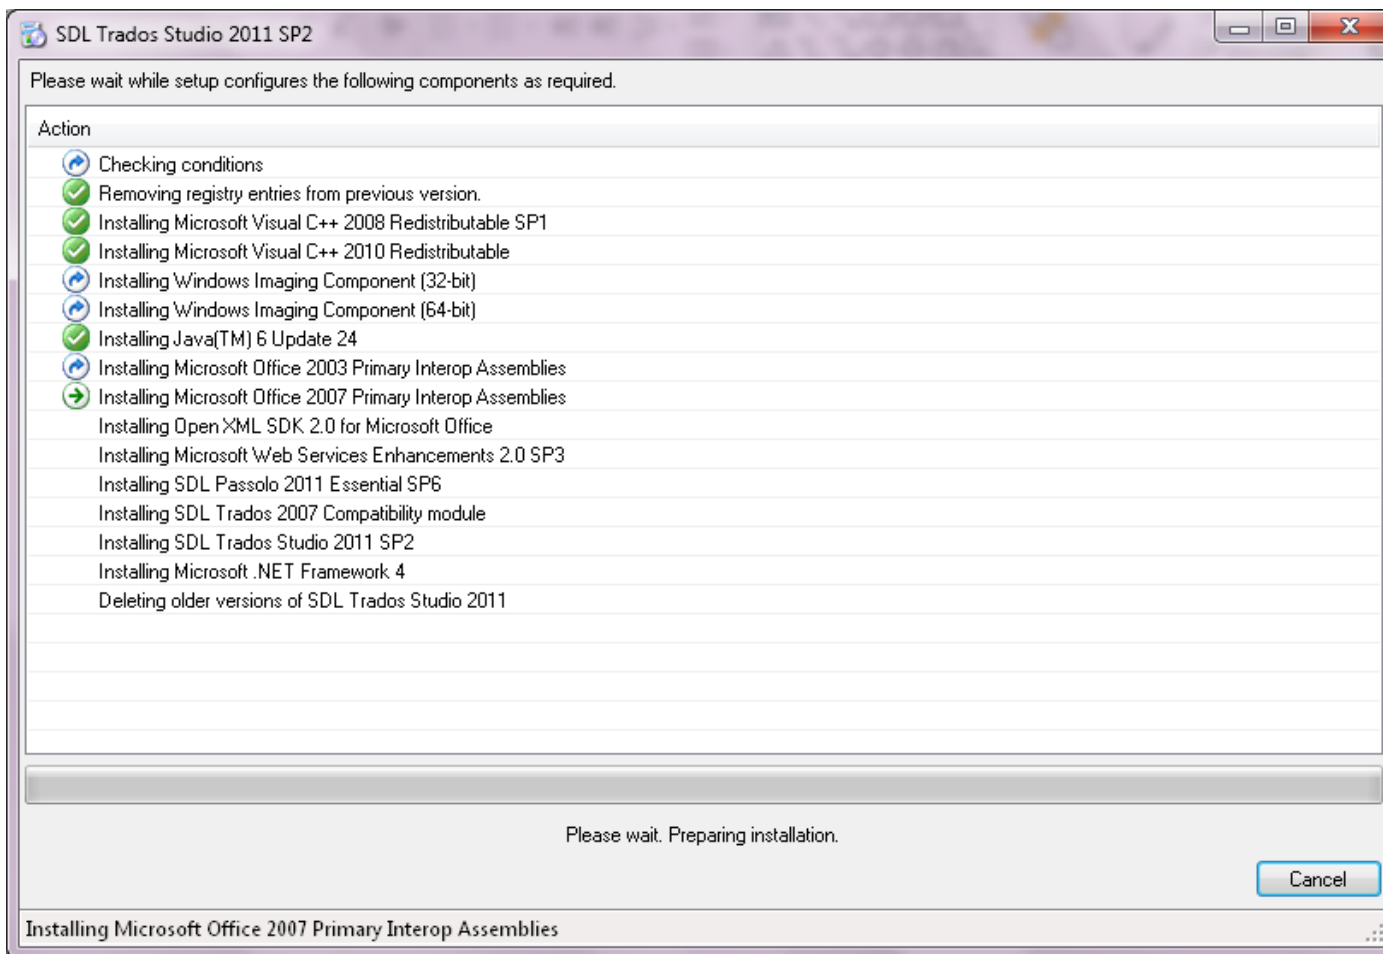 SDL Trados Studio 2011 SP2
Please wait while setup configures the following components as required.
Action
Checking conditions
Removing registry entries from previous version.
Installing Microsoft Visual C++ 2008 Redistributable SP1
Installing Microsoft Visual C++ 2010 Redistributable
Installing Windows Imaging Component (32-bit)
Installing Windows Imaging Component (64-bit)
Installing Java(TM) 6 Update 24
Installing Microsoft Office 2003 Primary Interop Assemblies
Installing Microsoft Office 2007 Primary Interop Assemblies
Installing Open XML SDK 2.0 for Microsoft Office
Installing Microsoft Web Services Enhancements 2.0 SP3
Installing SDL Passolo 2011 Essential SP6
Installing SDL Trados 2007 Compatibility module
Installing SDL Trados Studio 2011 SP2
Installing Microsoft .NET Framework 4
Deleting older versions of SDL Trados Studio 2011
Please wait. Preparing installation.
Cancel
Installing Microsoft Office 2007 Primary Interop Assemblies